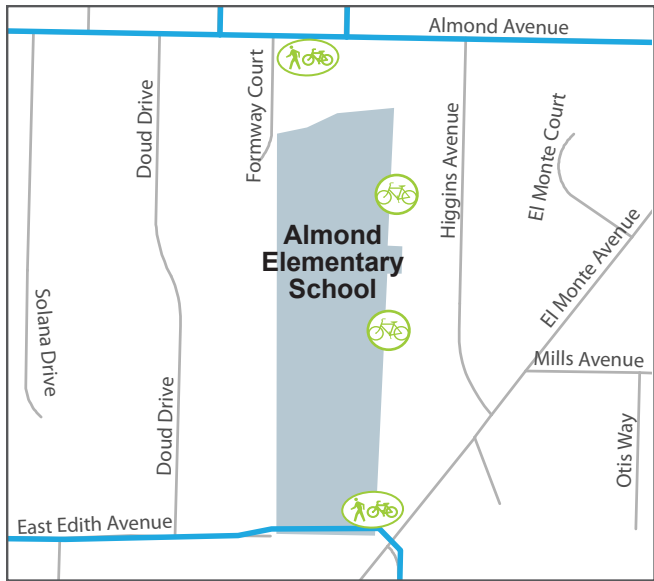 Almond Avenue
Doud Drive
Formway Court
Higgins Avenue
El Monte Court
El Monte Avenue
Almond
Elementary
School
Solana Drive
Doud Drive
Mills Avenue
Otis Way
East Edith Avenue